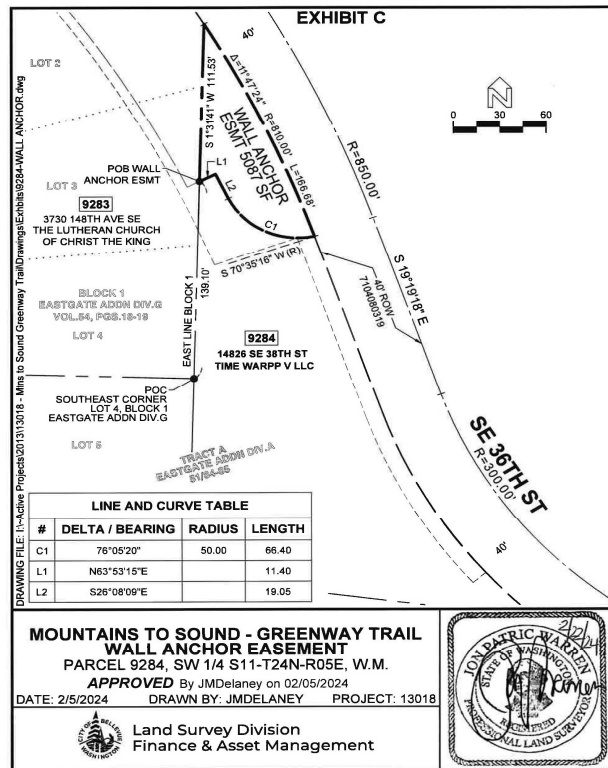 EXHIBIT C
DRAWING FILE: I:\~Active Projects\2013\13018 - Mtns to Sound Greenway Trail\Drawings\Exhibits\9284-WALL ANCHOR.dwg
LOT 2
40'
Δ=11°47'24" R=810.00' L=166.68'
S 1°31'41" W 111.53'
WALL ANCHOR
ESMT 5087 SF
N
0 30 60
R=850.00'
L1
L2
C1
POB WALL
ANCHOR ESMT
LOT 3
9283
3730 148TH AVE SE
THE LUTHERAN CHURCH
OF CHRIST THE KING
S 70°35'16" W (R)
S 19°19'18" E
40' ROW
7104080319
139.10'
EAST LINE BLOCK 1
BLOCK 1
EASTGATE ADDN DIV.G
VOL.54, PGS.18-19
LOT 4
9284
14826 SE 38TH ST
TIME WARPP V LLC
POC
SOUTHEAST CORNER
LOT 4, BLOCK 1
EASTGATE ADDN DIV.G
LOT 5
TRACT A
EASTGATE ADDN DIV.A
51/84-85
SE 36TH ST
R=300.00'
40'
LINE AND CURVE TABLE
# DELTA / BEARING RADIUS LENGTH
C1 76°05'20" 50.00 66.40
L1 N63°53'15"E 11.40
L2 S26°08'09"E 19.05
MOUNTAINS TO SOUND - GREENWAY TRAIL
WALL ANCHOR EASEMENT
PARCEL 9284, SW 1/4 S11-T24N-R05E, W.M.
APPROVED By JMDelaney on 02/05/2024
DATE: 2/5/2024 DRAWN BY: JMDELANEY PROJECT: 13018
CITY OF BELLEVUE
WASHINGTON
Land Survey Division
Finance & Asset Management
2/22/24
JON PATRIC WARREN
STATE OF WASHINGTON
REGISTERED
PROFESSIONAL LAND SURVEYOR